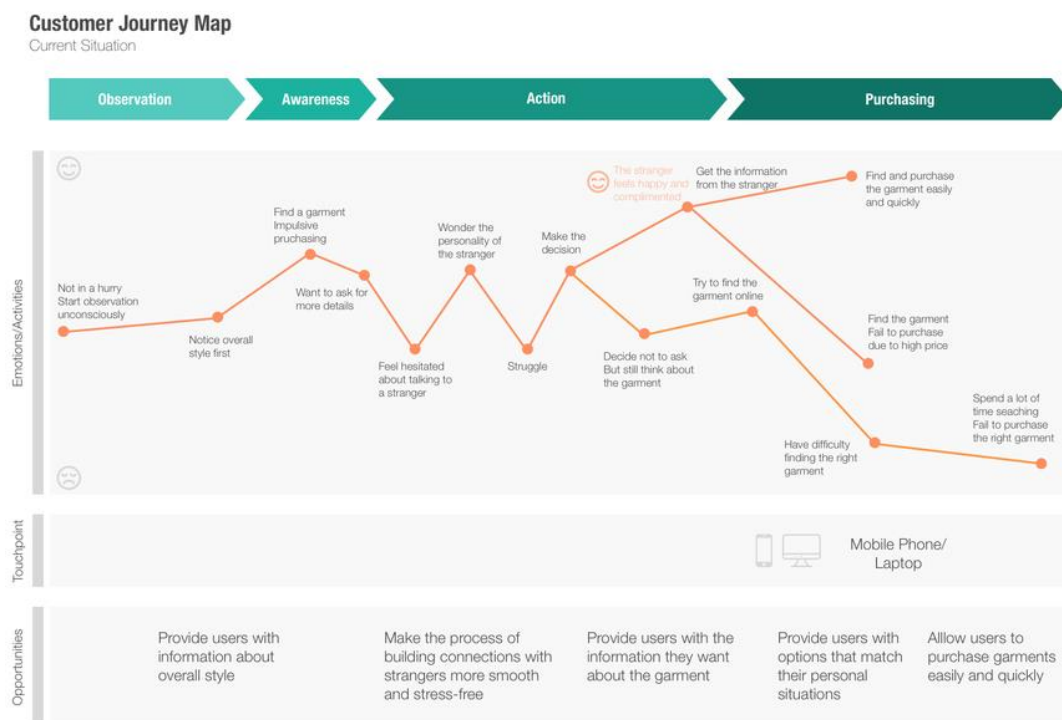 Customer Journey Map
Current Situation
Observation
Awareness
Action
Purchasing
Emotions/Activities
Not in a hurry
Start observation
unconsciously
Notice overall
style first
Find a garment
Impulsive
pruchasing
Want to ask for
more details
Feel hesitated
about talking to
a stranger
Wonder the
personality of
the stranger
Struggle
Make the
decision
The stranger
feels happy and
complimented
Get the information
from the stranger
Decide not to ask
But still think about
the garment
Try to find the
garment online
Find and purchase
the garment easily
and quickly
Find the garment
Fail to purchase
due to high price
Have difficulty
finding the right
garment
Spend a lot of
time seaching
Fail to purchase
the right garment
Touchpoint
Mobile Phone/
Laptop
Opportunities
Provide users with
information about
overall style
Make the process of
building connections with
strangers more smooth
and stress-free
Provide users with the
information they want
about the garment
Provide users with
options that match
their personal
situations
Alllow users to
purchase garments
easily and quickly